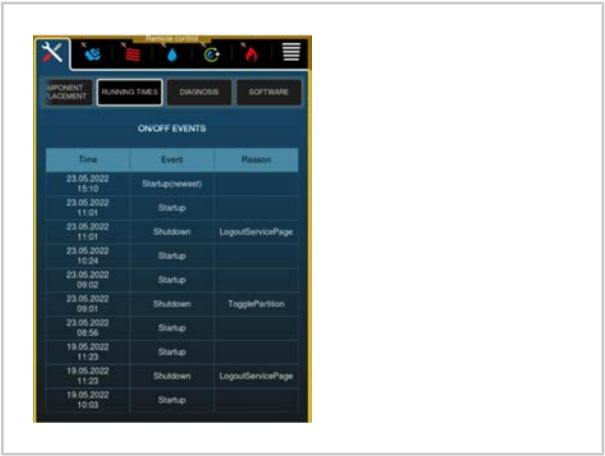 Remote control
MPONENT
PLACEMENT
RUNNING TIMES
DIAGNOSIS
SOFTWARE
ON/OFF EVENTS
Time Event Reason
23.05.2022
15:10
Startup(newest)
23.05.2022
11:01
Startup
23.05.2022
11:01
Shutdown LogoutServicePage
23.05.2022
10:24
Startup
23.05.2022
09:02
Startup
23.05.2022
09:01
Shutdown TogglePartition
23.05.2022
08:56
Startup
19.05.2022
11:23
Startup
19.05.2022
11:23
Shutdown LogoutServicePage
19.05.2022
10:03
Startup